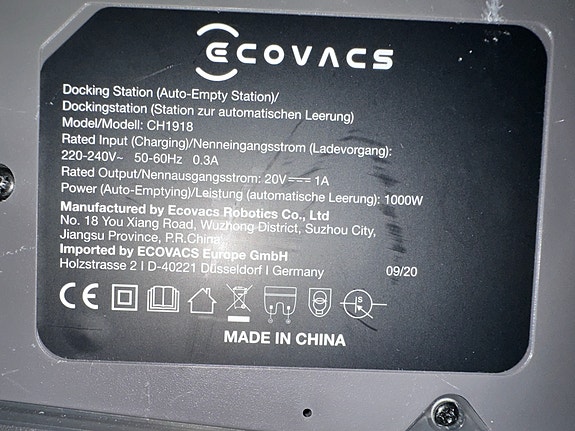 ECOVACS
Docking Station (Auto-Empty Station)/
Dockingstation (Station zur automatischen Leerung)
Model/Modell: CH1918
Rated Input (Charging)/Nenneingangsstrom (Ladevorgang):
220-240V~ 50-60Hz 0.3A
Rated Output/Nennausgangsstrom: 20V⎓1A
Power (Auto-Emptying)/Leistung (automatische Leerung): 1000W
Manufactured by Ecovacs Robotics Co., Ltd
No. 18 You Xiang Road, Wuzhong District, Suzhou City,
Jiangsu Province, P.R.China
Imported by ECOVACS Europe GmbH
Holzstrasse 2 I D-40221 Düsseldorf I Germany 09/20
CE
S
MADE IN CHINA